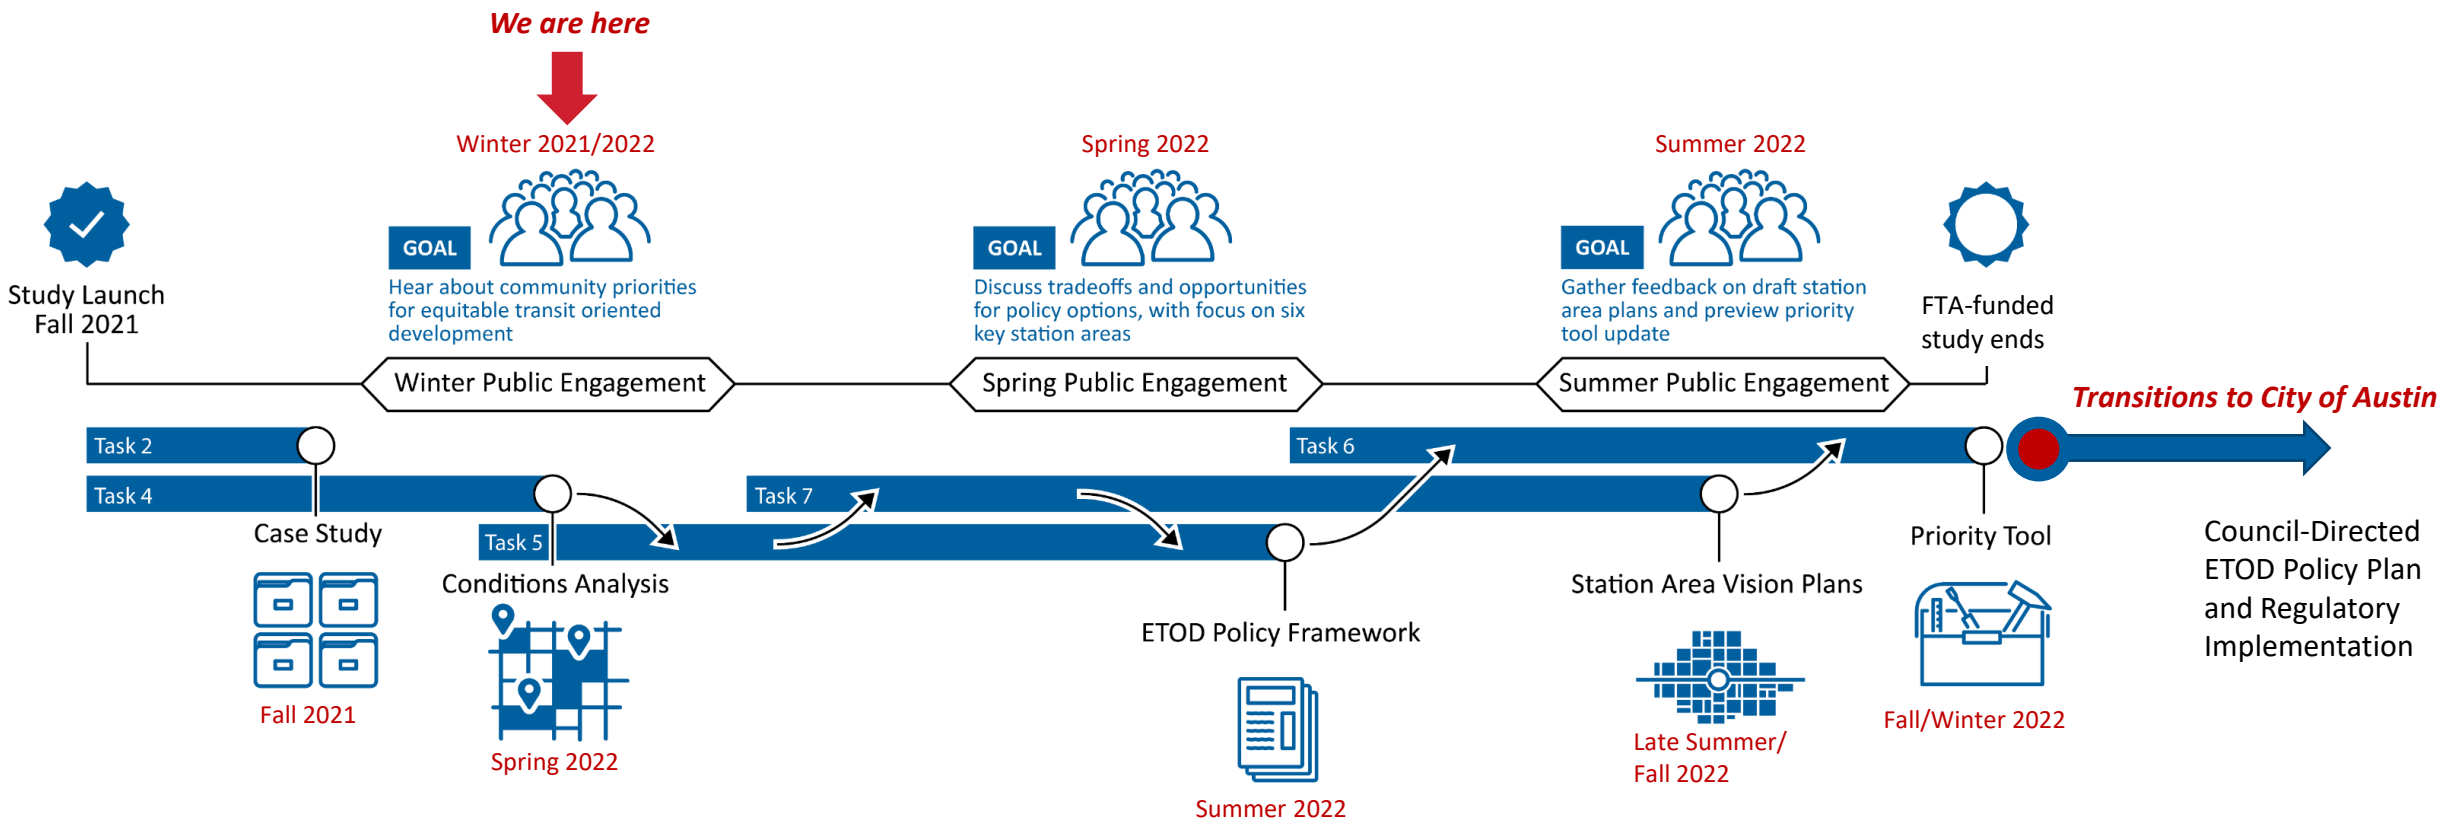 We are here
Winter 2021/2022
Spring 2022
Summer 2022
Study Launch
Fall 2021
GOAL
Hear about community priorities
for equitable transit oriented
development
GOAL
Discuss tradeoffs and opportunities
for policy options, with focus on six
key station areas
GOAL
Gather feedback on draft station
area plans and preview priority
tool update
FTA-funded
study ends
Winter Public Engagement
Spring Public Engagement
Summer Public Engagement
Transitions to City of Austin
Task 2
Task 6
Task 4
Task 7
Task 5
Case Study
Fall 2021
Conditions Analysis
Spring 2022
ETOD Policy Framework
Summer 2022
Station Area Vision Plans
Late Summer/
Fall 2022
Priority Tool
Fall/Winter 2022
Council-Directed
ETOD Policy Plan
and Regulatory
Implementation